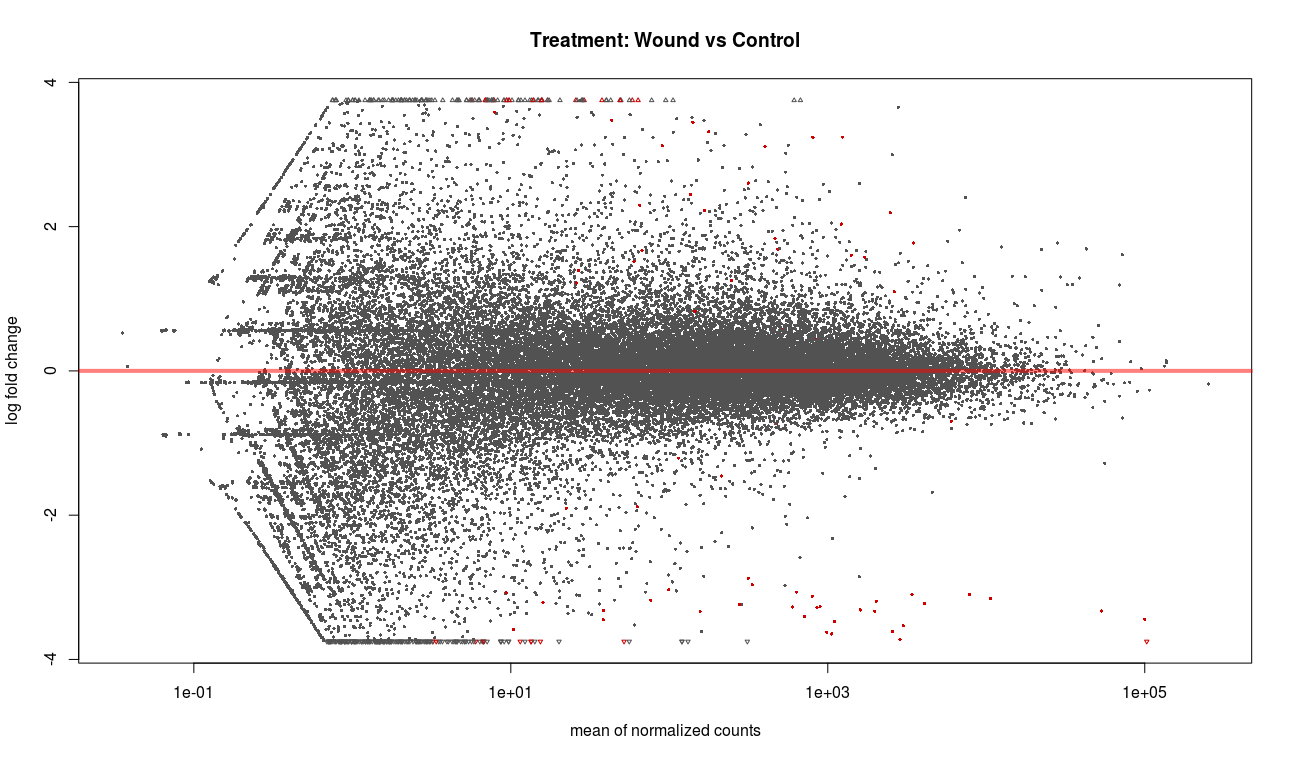 Treatment: Wound vs Control
4
2
0
-2
-4
log fold change
1e-01 1e+01 1e+03 1e+05
mean of normalized counts